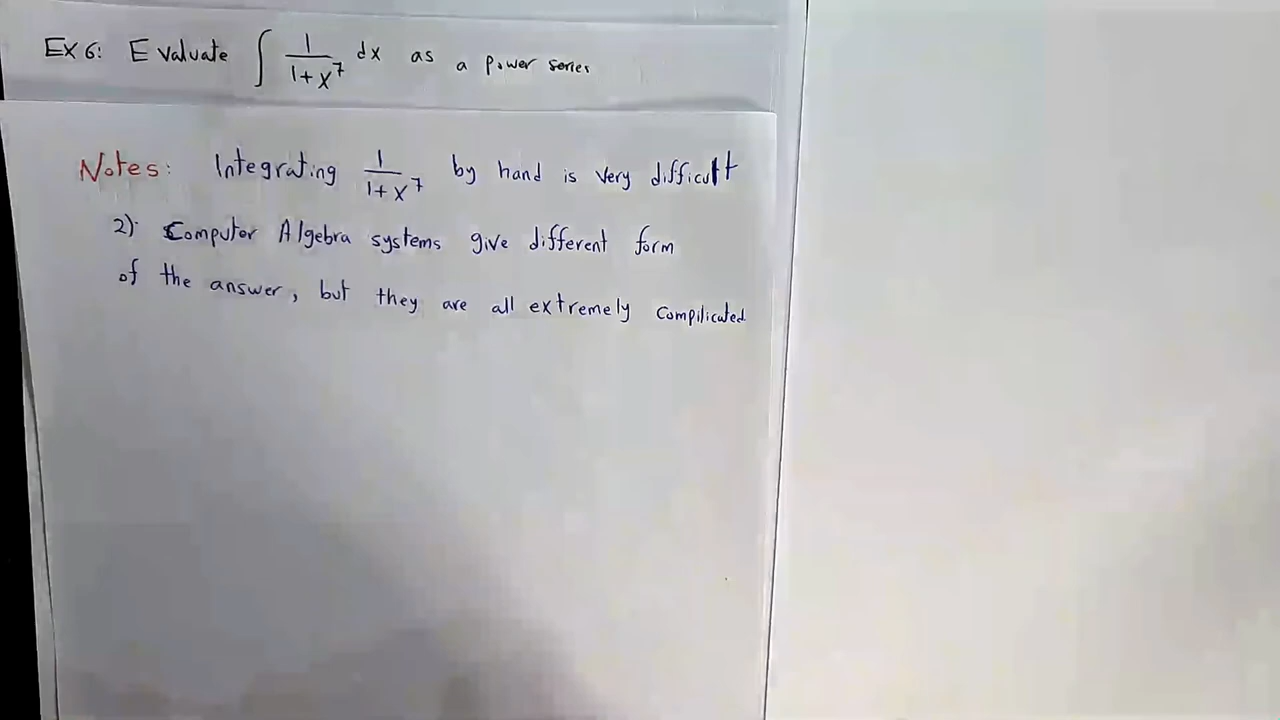 Ex 6: Evaluate ∫ 1/(1+x^7) dx as a power series
Notes: Integrating 1/(1+x^7) by hand is very difficult
2) Computer Algebra systems give different form
of the answer, but they are all extremely compilicated